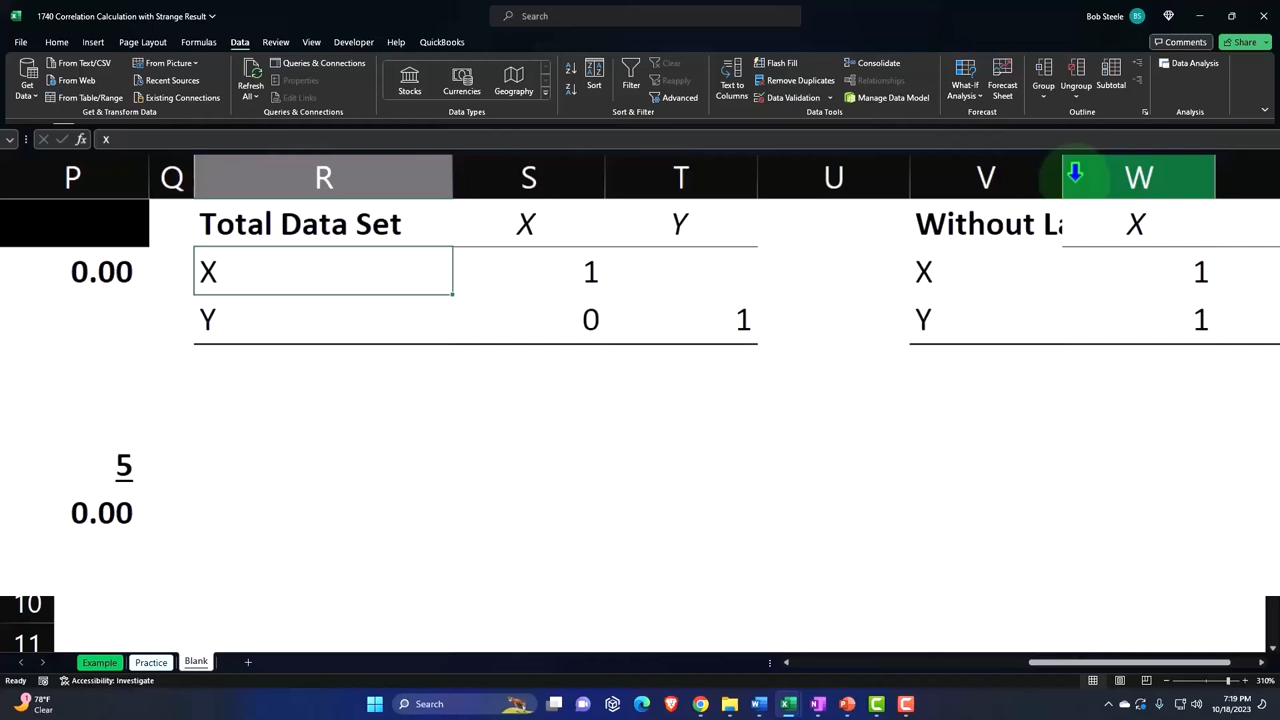 1740 Correlation Calculation with Strange Result
Search
Bob Steele BS
File Home Insert Page Layout Formulas Data Review View Developer Help QuickBooks
Comments Share
Get Data
From Text/CSV
From Web
From Table/Range
From Picture
Recent Sources
Existing Connections
Get & Transform Data
Refresh All
Queries & Connections
Properties
Edit Links
Queries & Connections
Stocks Currencies Geography
Data Types
Sort
Filter
Clear
Reapply
Advanced
Sort & Filter
Text to Columns
Flash Fill
Remove Duplicates
Data Validation
Consolidate
Relationships
Manage Data Model
Data Tools
What-If Analysis
Forecast Sheet
Forecast
Group
Ungroup
Subtotal
Outline
Data Analysis
Analysis
fx X
P Q R S T U V W
Total Data Set X Y Without La X
0.00 X 1 X 1
Y 0 1 Y 1
5
0.00
10
11
Example Practice Blank
Ready Accessibility: Investigate 310%
1
78°F
Clear
Search
7:19 PM
10/18/2023